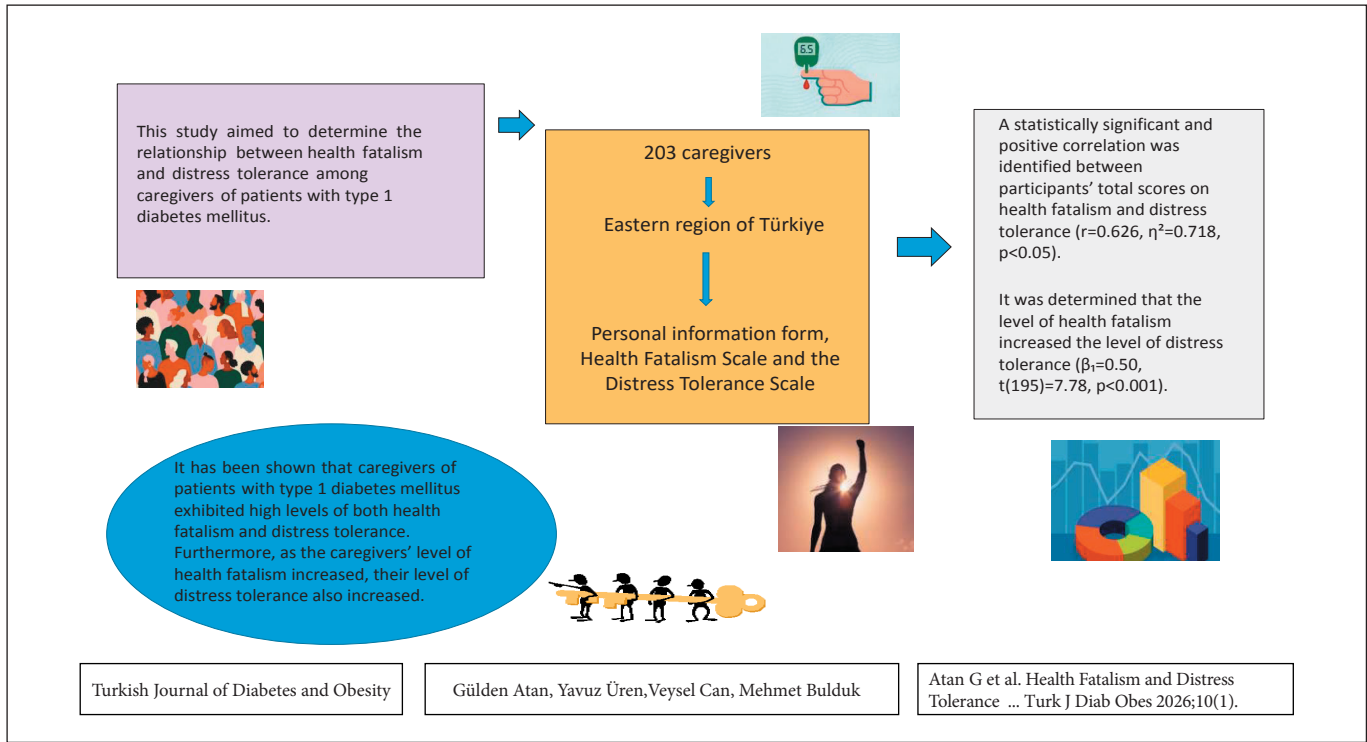 6.5
This study aimed to determine the
relationship between health fatalism
and distress tolerance among
caregivers of patients with type 1
diabetes mellitus.
203 caregivers
Eastern region of Türkiye
Personal information form,
Health Fatalism Scale and the
Distress Tolerance Scale
A statistically significant and
positive correlation was
identified between
participants' total scores on
health fatalism and distress
tolerance (r=0.626, η²=0.718,
p<0.05).
It was determined that the
level of health fatalism
increased the level of distress
tolerance (β₁=0.50,
t(195)=7.78, p<0.001).
It has been shown that caregivers of
patients with type 1 diabetes mellitus
exhibited high levels of both health
fatalism and distress tolerance.
Furthermore, as the caregivers' level of
health fatalism increased, their level of
distress tolerance also increased.
Turkish Journal of Diabetes and Obesity
Gülden Atan, Yavuz Üren,Veysel Can, Mehmet Bulduk
Atan G et al. Health Fatalism and Distress
Tolerance ... Turk J Diab Obes 2026;10(1).